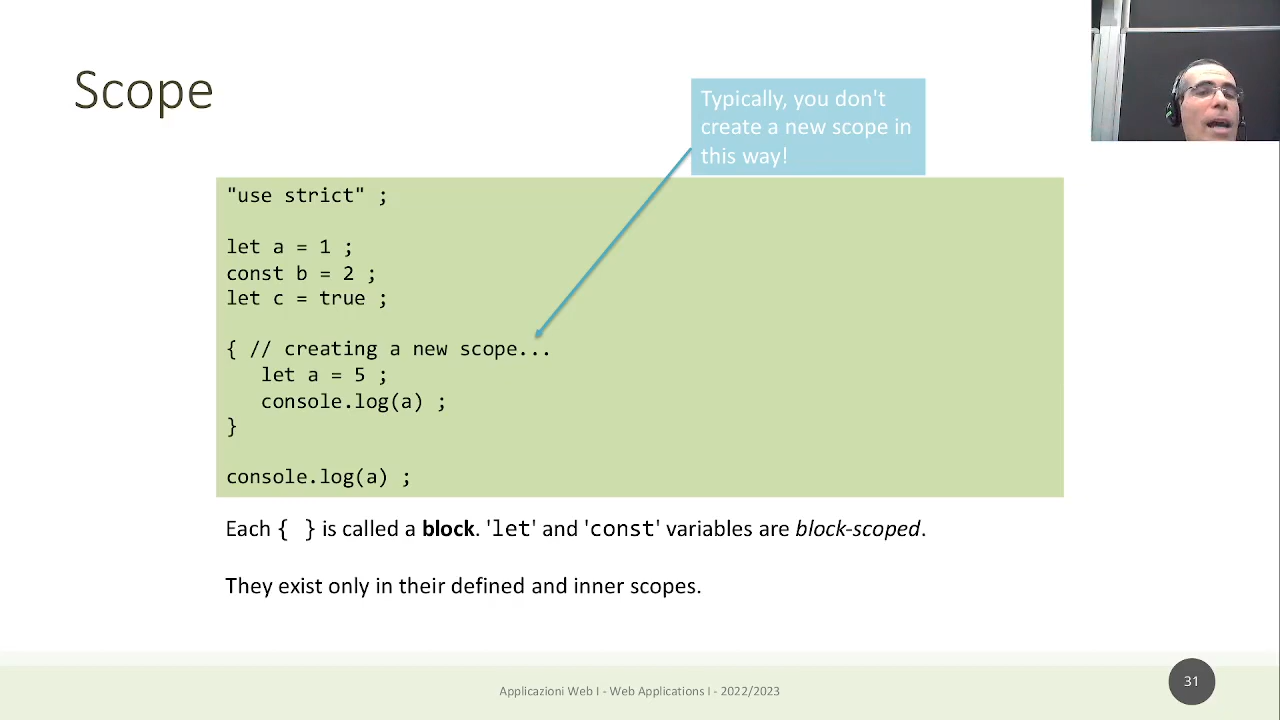 Scope
Typically, you don't
create a new scope in
this way!
"use strict" ;
let a = 1 ;
const b = 2 ;
let c = true ;
{ // creating a new scope...
let a = 5 ;
console.log(a) ;
}
console.log(a) ;
Each { } is called a block. 'let' and 'const' variables are block-scoped.
They exist only in their defined and inner scopes.
Applicazioni Web I - Web Applications I - 2022/2023
31